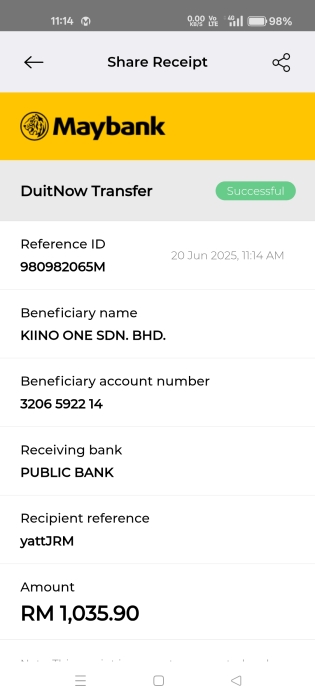 11:14
0.00 KB/S Vo LTE 4G 98%
Share Receipt
Maybank
DuitNow Transfer
Successful
Reference ID
980982065M
20 Jun 2025, 11:14 AM
Beneficiary name
KIINO ONE SDN. BHD.
Beneficiary account number
3206 5922 14
Receiving bank
PUBLIC BANK
Recipient reference
yattJRM
Amount
RM 1,035.90